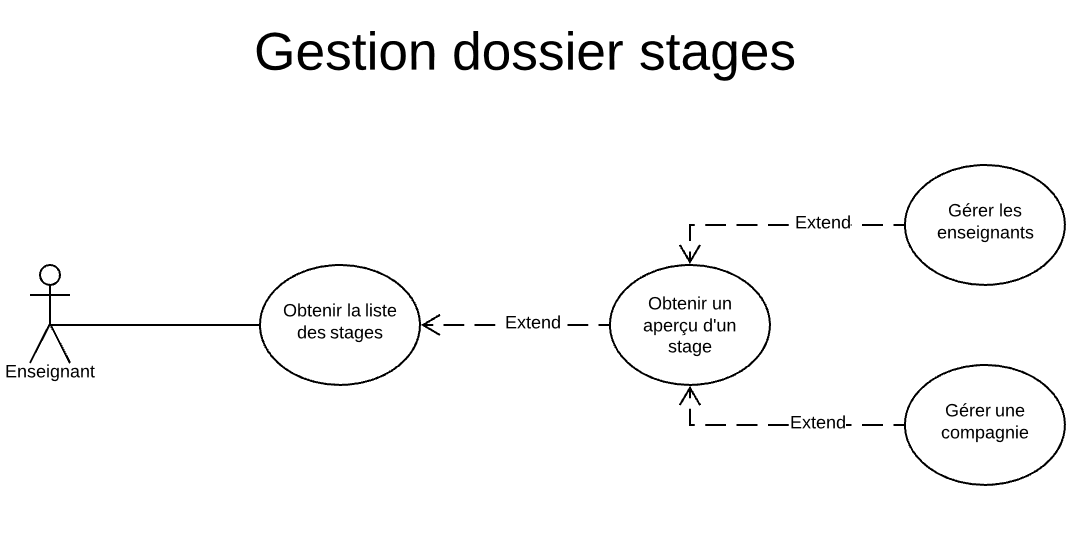 Gestion dossier stages
Gérer les
enseignants
Extend
Obtenir la liste
des stages
Extend
Obtenir un
aperçu d'un
stage
Enseignant
Extend
Gérer une
compagnie